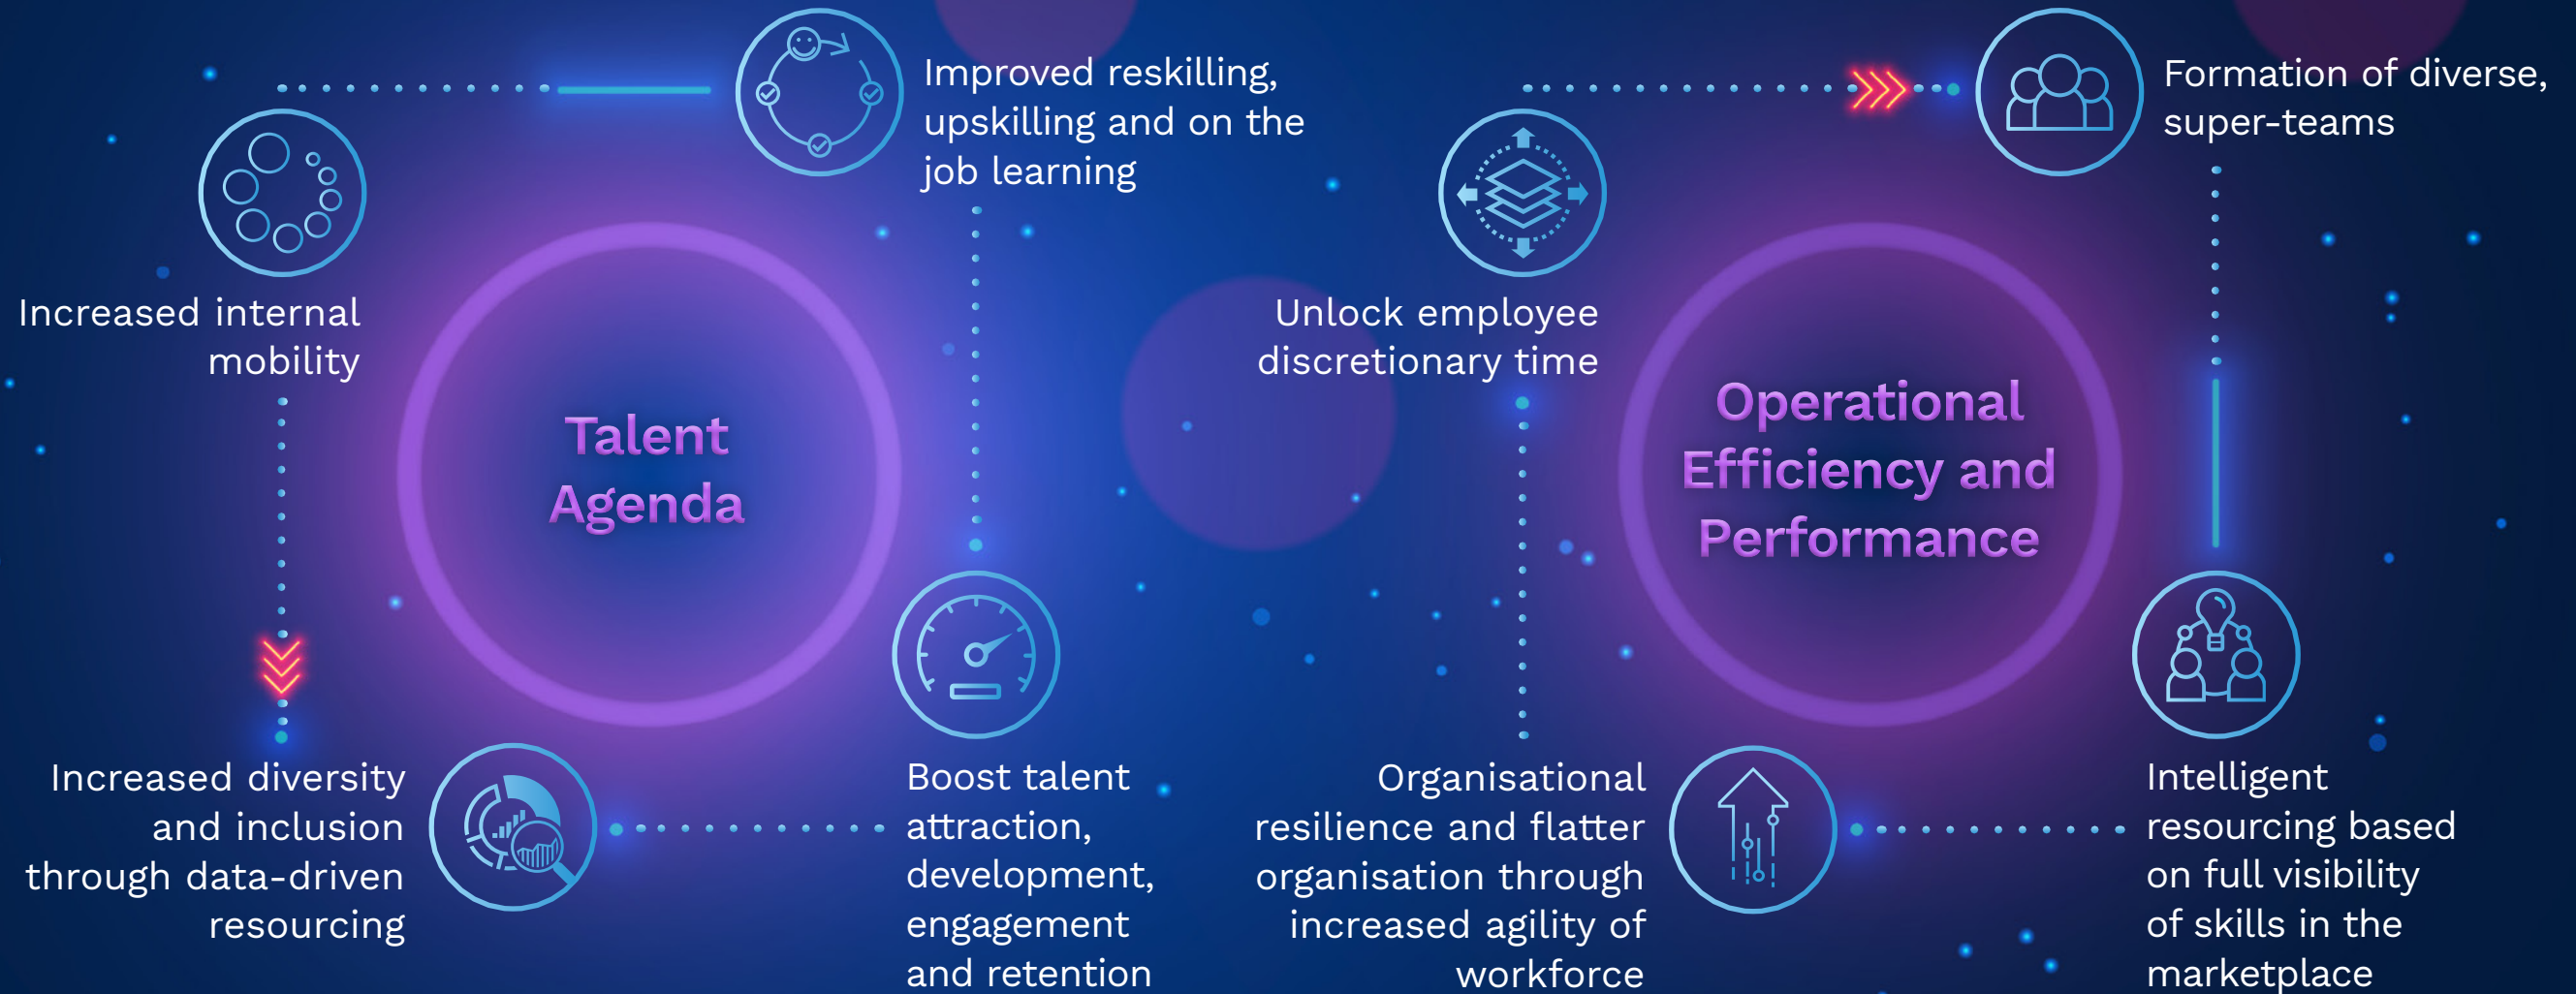 Improved reskilling,
upskilling and on the
job learning
Increased internal
mobility
Talent
Agenda
Increased diversity
and inclusion
through data-driven
resourcing
Boost talent
attraction,
development,
engagement
and retention
Formation of diverse,
super-teams
Unlock employee
discretionary time
Operational
Efficiency and
Performance
Organisational
resilience and flatter
organisation through
increased agility of
workforce
Intelligent
resourcing based
on full visibility
of skills in the
marketplace